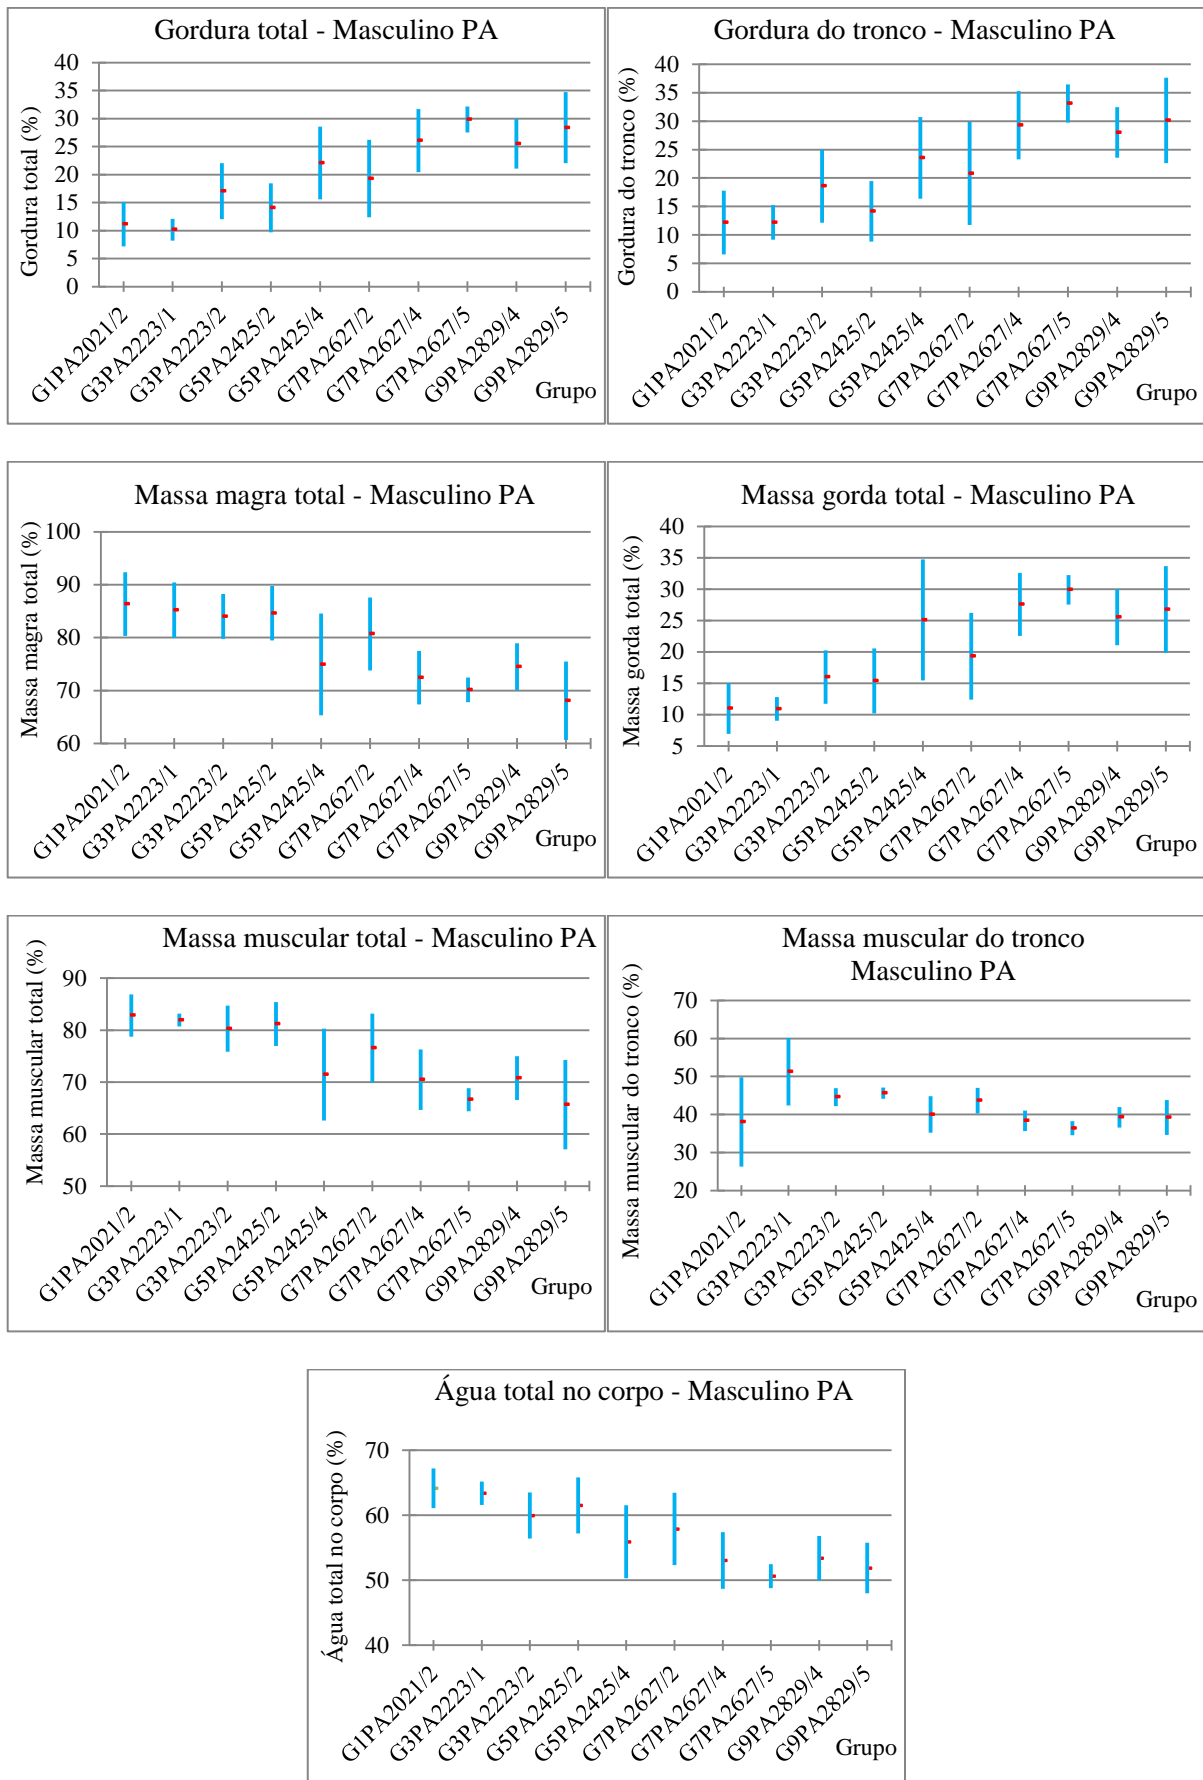 Gordura total - Masculino PA
Gordura total (%)
40
35
30
25
20
15
10
5
0
G1PA2021/2
G3PA2223/1
G3PA2223/2
G5PA2425/2
G5PA2425/4
G7PA2627/2
G7PA2627/4
G7PA2627/5
G9PA2829/4
G9PA2829/5
Grupo
Gordura do tronco - Masculino PA
Gordura do tronco (%)
40
35
30
25
20
15
10
5
0
G1PA2021/2
G3PA2223/1
G3PA2223/2
G5PA2425/2
G5PA2425/4
G7PA2627/2
G7PA2627/4
G7PA2627/5
G9PA2829/4
G9PA2829/5
Grupo
Massa magra total - Masculino PA
Massa magra total (%)
100
90
80
70
60
G1PA2021/2
G3PA2223/1
G3PA2223/2
G5PA2425/2
G5PA2425/4
G7PA2627/2
G7PA2627/4
G7PA2627/5
G9PA2829/4
G9PA2829/5
Grupo
Massa gorda total - Masculino PA
Massa gorda total (%)
40
35
30
25
20
15
10
5
G1PA2021/2
G3PA2223/1
G3PA2223/2
G5PA2425/2
G5PA2425/4
G7PA2627/2
G7PA2627/4
G7PA2627/5
G9PA2829/4
G9PA2829/5
Grupo
Massa muscular total - Masculino PA
Massa muscular total (%)
90
80
70
60
50
G1PA2021/2
G3PA2223/1
G3PA2223/2
G5PA2425/2
G5PA2425/4
G7PA2627/2
G7PA2627/4
G7PA2627/5
G9PA2829/4
G9PA2829/5
Grupo
Massa muscular do tronco
Masculino PA
Massa muscular do tronco (%)
70
60
50
40
30
20
G1PA2021/2
G3PA2223/1
G3PA2223/2
G5PA2425/2
G5PA2425/4
G7PA2627/2
G7PA2627/4
G7PA2627/5
G9PA2829/4
G9PA2829/5
Grupo
Água total no corpo - Masculino PA
Água total no corpo (%)
70
60
50
40
G1PA2021/2
G3PA2223/1
G3PA2223/2
G5PA2425/2
G5PA2425/4
G7PA2627/2
G7PA2627/4
G7PA2627/5
G9PA2829/4
G9PA2829/5
Grupo